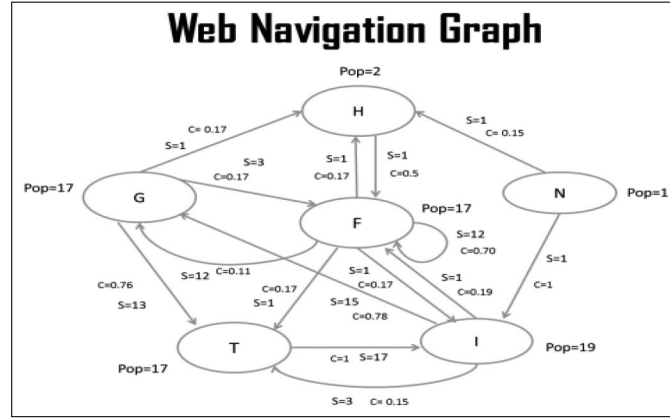 Web Navigation Graph
Pop=2
H
C= 0.17
S=1
S=1
C= 0.15
S=3
C=0.17
S=1
C=0.17
S=1
C=0.5
Pop=17
G
N
Pop=1
Pop=17
F
S=12
C=0.70
S=12
C=0.11
S=1
C=0.17
S=1
C=0.19
S=1
C=1
C=0.76
S=13
C=0.17
S=1
S=15
C=0.78
T
I
Pop=19
Pop=17
C=1
S=17
S=3
C= 0.15